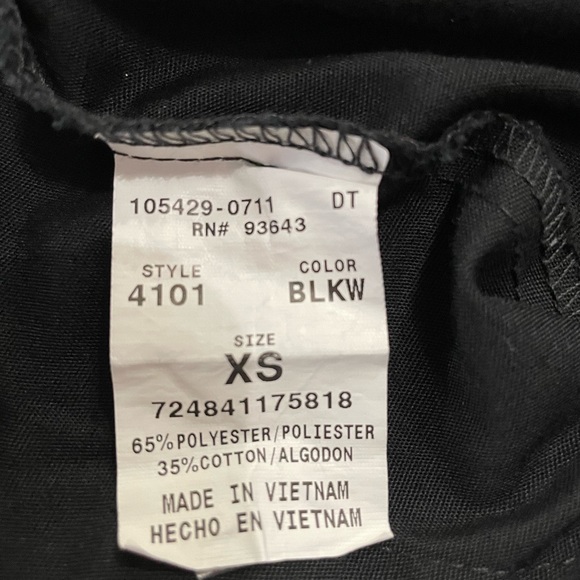 105429-0711 DT
RN# 93643
STYLE COLOR
4101 BLKW
SIZE
XS
724841175818
65%POLYESTER/POLIESTER
35%COTTON/ALGODON
MADE IN VIETNAM
HECHO EN VIETNAM